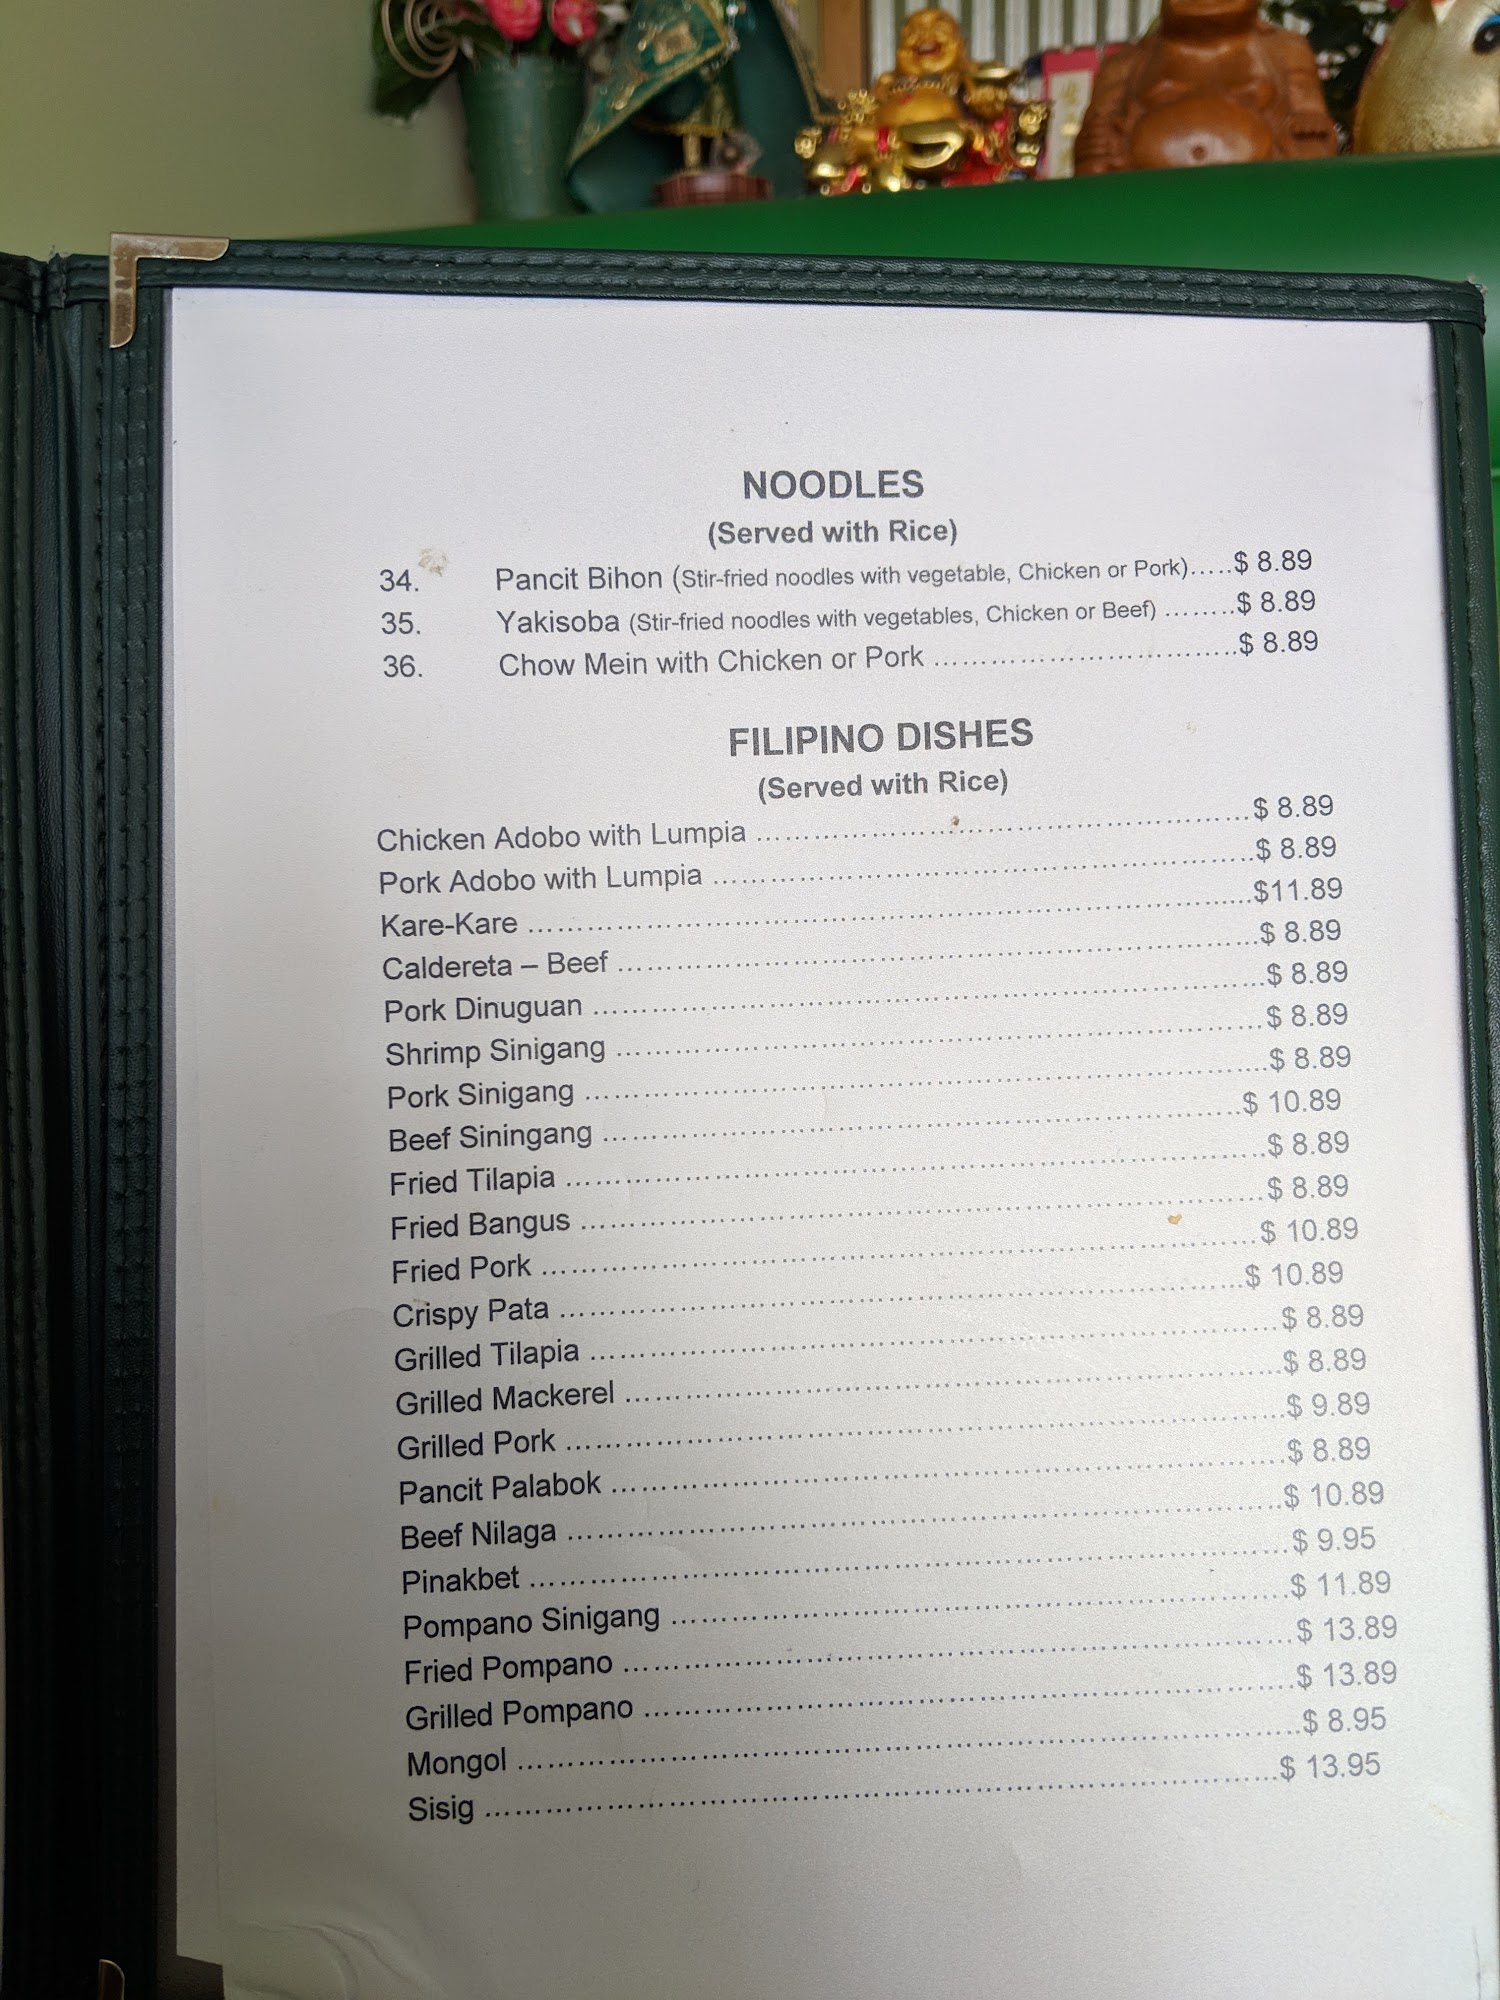 NOODLES
(Served with Rice)
34. Pancit Bihon (Stir-fried noodles with vegetable, Chicken or Pork).....$ 8.89
35. Yakisoba (Stir-fried noodles with vegetables, Chicken or Beef) ........$ 8.89
36. Chow Mein with Chicken or Pork ....................................$ 8.89
FILIPINO DISHES
(Served with Rice)
Chicken Adobo with Lumpia ..........................................................$ 8.89
Pork Adobo with Lumpia ...............................................................$ 8.89
Kare-Kare ....................................................................................$11.89
Caldereta – Beef ...........................................................................$ 8.89
Pork Dinuguan ..............................................................................$ 8.89
Shrimp Sinigang ............................................................................$ 8.89
Pork Sinigang ................................................................................$ 8.89
Beef Siningang ...........................................................................$ 10.89
Fried Tilapia ..................................................................................$ 8.89
Fried Bangus .................................................................................$ 8.89
Fried Pork ...................................................................................$ 10.89
Crispy Pata ................................................................................$ 10.89
Grilled Tilapia ................................................................................$ 8.89
Grilled Mackerel ............................................................................$ 8.89
Grilled Pork ...................................................................................$ 9.89
Pancit Palabok ..............................................................................$ 8.89
Beef Nilaga .................................................................................$ 10.89
Pinakbet .......................................................................................$ 9.95
Pompano Sinigang .....................................................................$ 11.89
Fried Pompano ...........................................................................$ 13.89
Grilled Pompano .........................................................................$ 13.89
Mongol .........................................................................................$ 8.95
Sisig ..........................................................................................$ 13.95